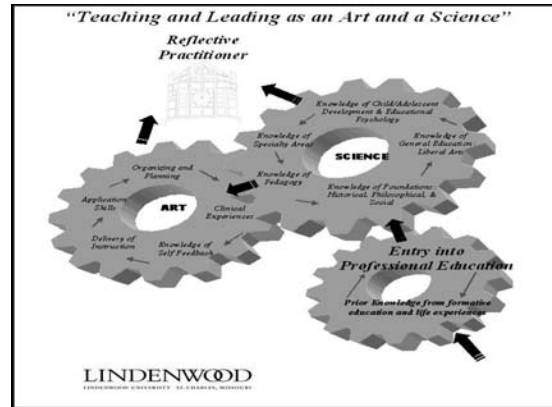 "Teaching and Leading as an Art and a Science"
Reflective
Practitioner
Knowledge of Child/Adolescent
Development & Educational
Psychology
Knowledge of
Specialty Areas
Knowledge of
General Education
Liberal Arts
SCIENCE
Knowledge of
Pedagogy
Knowledge of Foundations:
Historical, Philosophical, &
Social
Organizing and
Planning
Application
Skills
ART
Clinical
Experiences
Delivery of
Instruction
Knowledge of
Self Feedback
Entry into
Professional Education
Prior Knowledge from formative
education and life experiences
LINDENWOOD
LINDENWOOD UNIVERSITY ST. CHARLES, MISSOURI